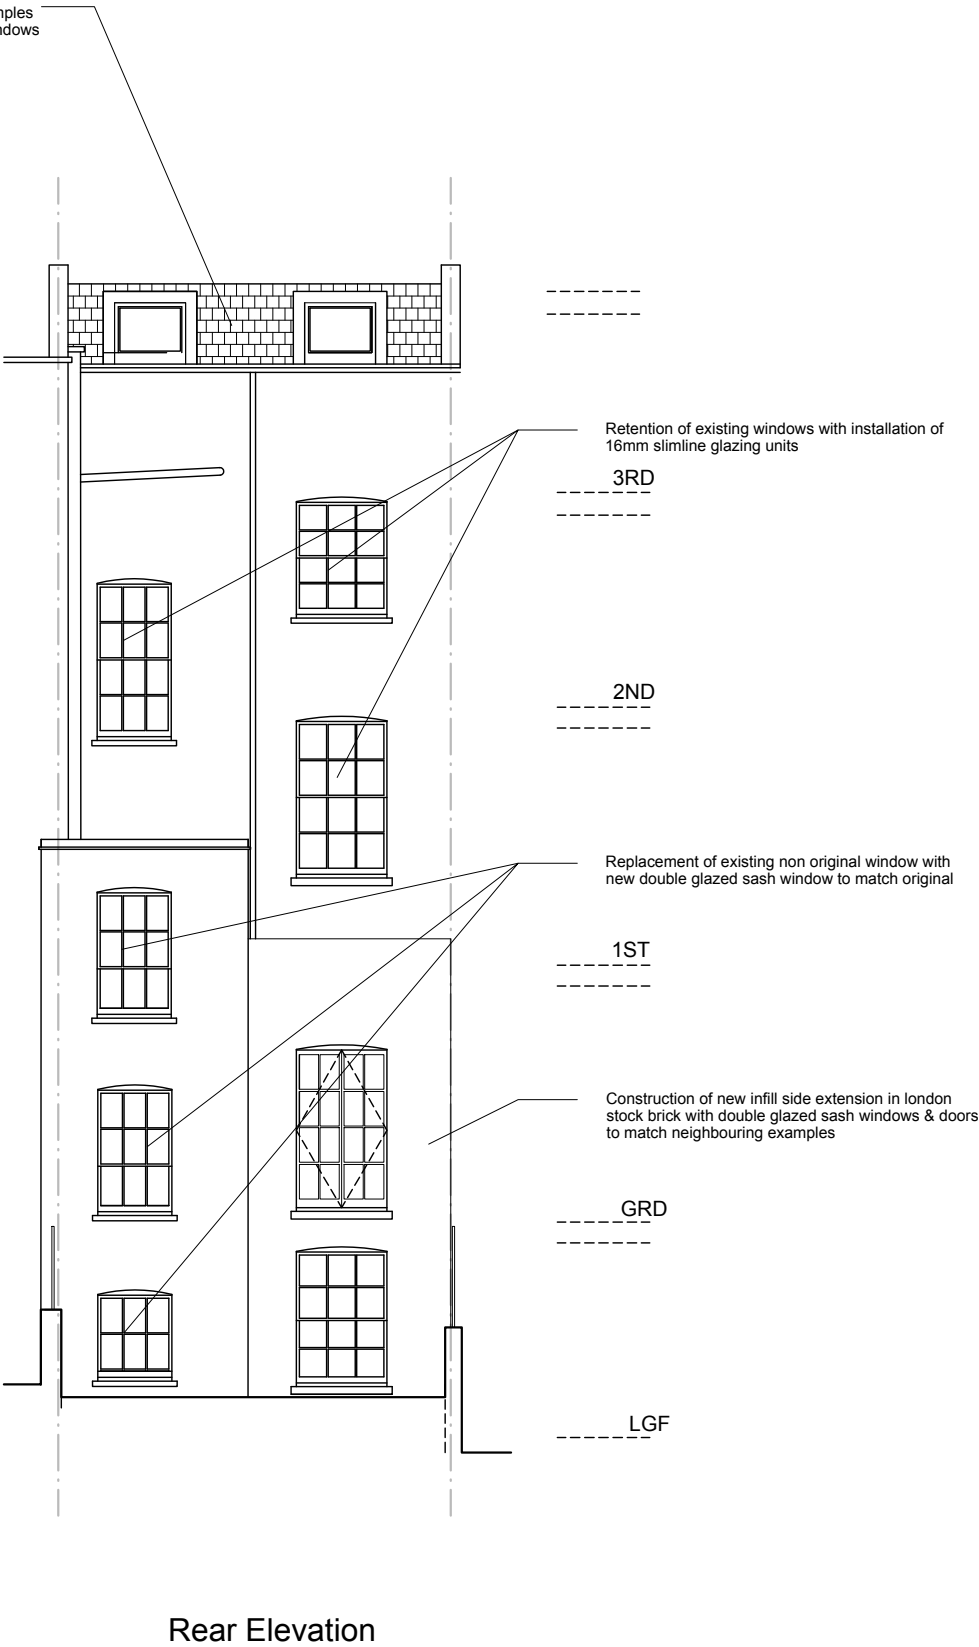 Retention of existing windows with installation of
16mm slimline glazing units
3RD
2ND
Replacement of existing non original window with
new double glazed sash window to match original
1ST
Construction of new infill side extension in london
stock brick with double glazed sash windows & doors
to match neighbouring examples
GRD
LGF
Rear Elevation